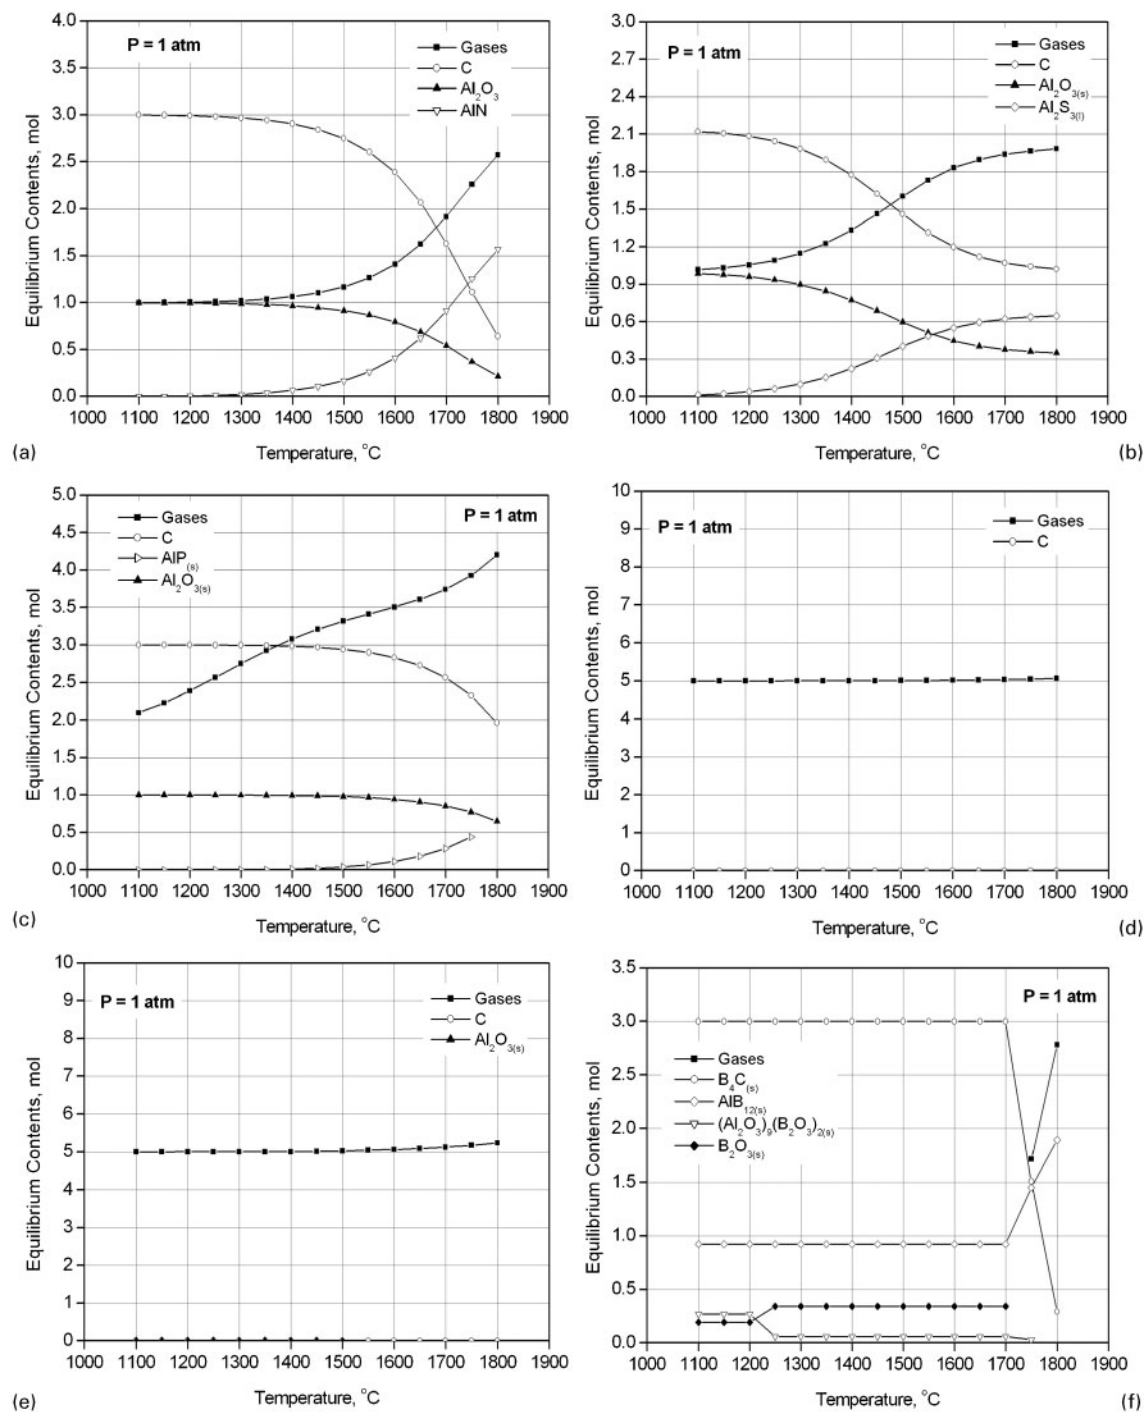 P = 1 atm
Gases
C
Al₂O₃
AlN
Equilibrium Contents, mol
4.0
3.5
3.0
2.5
2.0
1.5
1.0
0.5
0.0
1000 1100 1200 1300 1400 1500 1600 1700 1800 1900
Temperature, °C
(a)
P = 1 atm
Gases
C
Al₂O₃(s)
Al₂S₃(l)
Equilibrium Contents, mol
3.0
2.7
2.4
2.1
1.8
1.5
1.2
0.9
0.6
0.3
0.0
1000 1100 1200 1300 1400 1500 1600 1700 1800 1900
Temperature, °C
(b)
Gases
C
AlP(s)
Al₂O₃(s)
P = 1 atm
Equilibrium Contents, mol
5.0
4.5
4.0
3.5
3.0
2.5
2.0
1.5
1.0
0.5
0.0
1000 1100 1200 1300 1400 1500 1600 1700 1800 1900
Temperature, °C
(c)
P = 1 atm
Gases
C
Equilibrium Contents, mol
10
9
8
7
6
5
4
3
2
1
0
1000 1100 1200 1300 1400 1500 1600 1700 1800 1900
Temperature, °C
(d)
P = 1 atm
Gases
C
Al₂O₃(s)
Equilibrium Contents, mol
10
9
8
7
6
5
4
3
2
1
0
1000 1100 1200 1300 1400 1500 1600 1700 1800 1900
Temperature, °C
(e)
P = 1 atm
Gases
B₄C(s)
AlB₁₂(s)
(Al₂O₃)₉(B₂O₃)₂(s)
B₂O₃(s)
Equilibrium Contents, mol
3.5
3.0
2.5
2.0
1.5
1.0
0.5
0.0
1000 1100 1200 1300 1400 1500 1600 1700 1800 1900
Temperature, °C
(f)